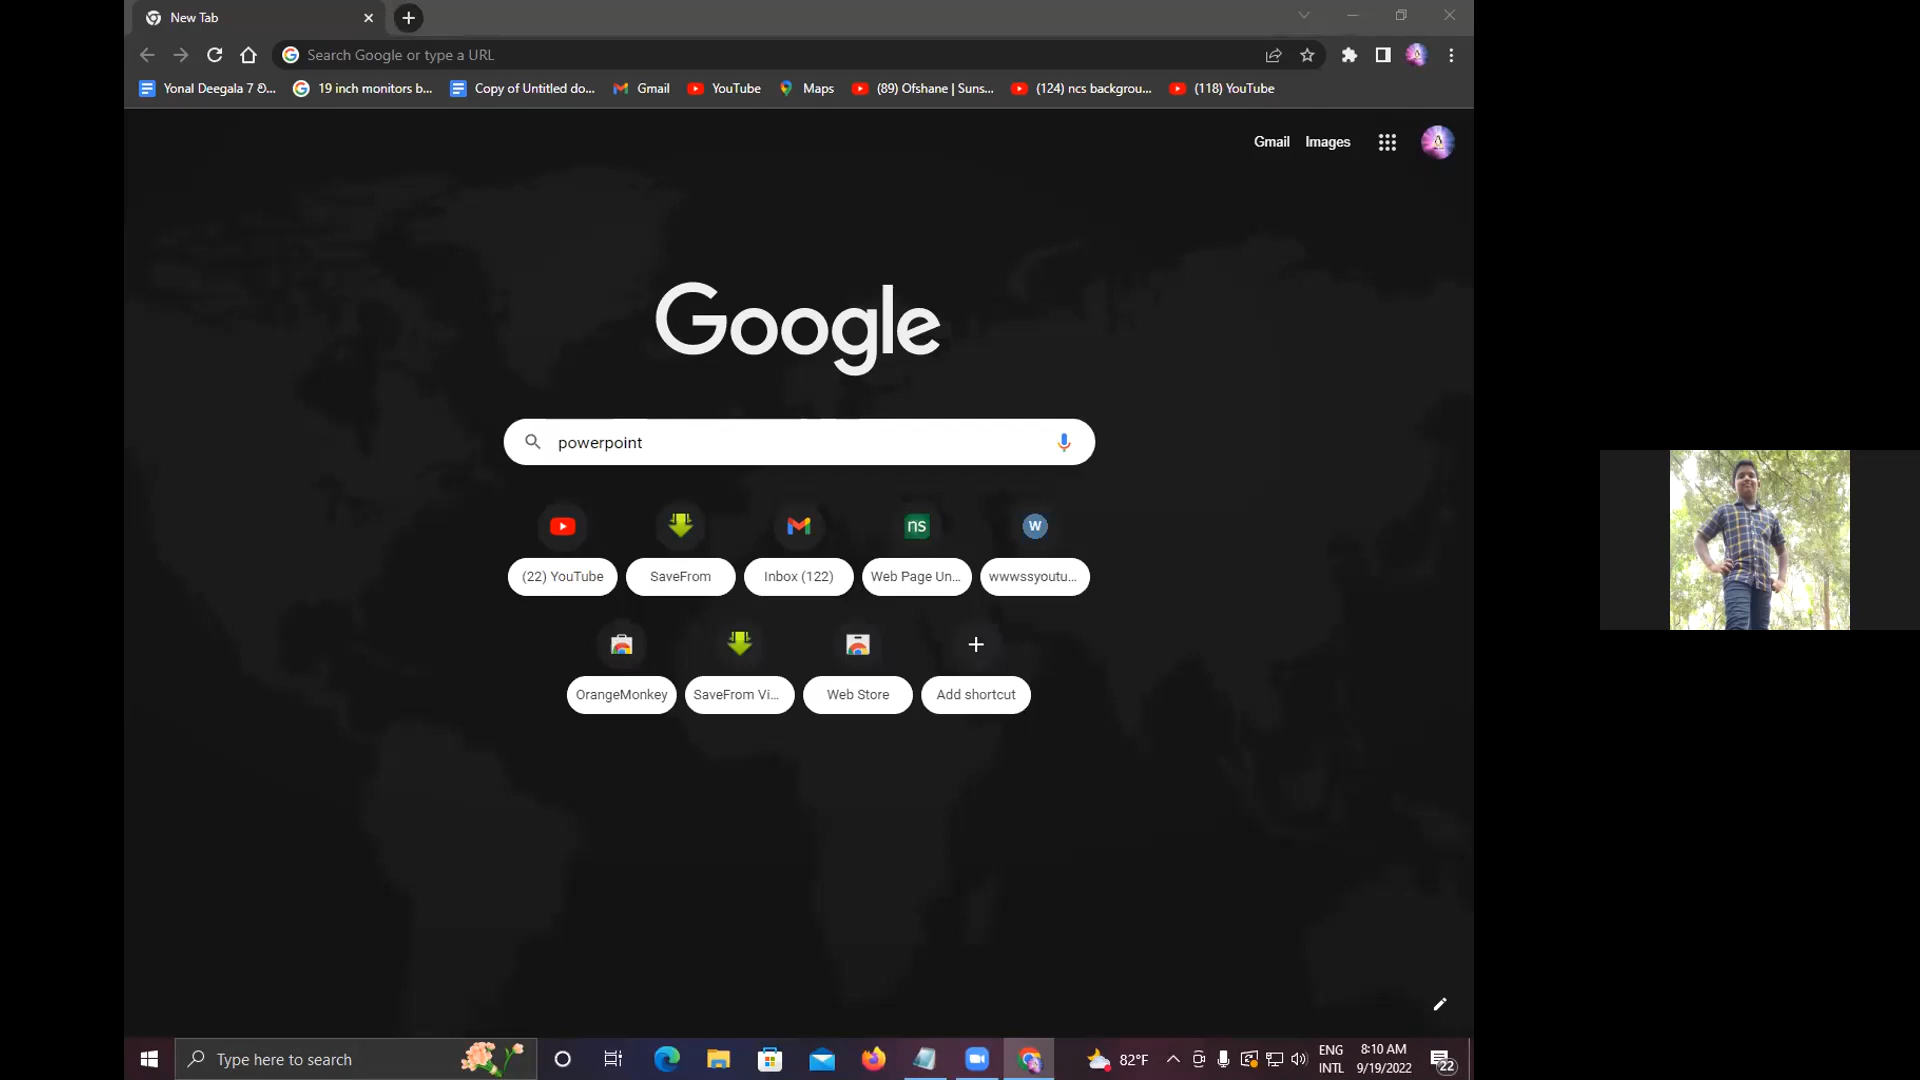 New Tab
Search Google or type a URL
Yonal Deegala 7 වි... 19 inch monitors b... Copy of Untitled do... Gmail YouTube Maps (89) Ofshane | Suns... (124) ncs backgrou... (118) YouTube
Gmail Images
Google
powerpoint
ns W
(22) YouTube SaveFrom Inbox (122) Web Page Un... wwwssyoutu...
OrangeMonkey SaveFrom Vi... Web Store Add shortcut
Type here to search 82°F ENG 8:10 AM
INTL 9/19/2022 22